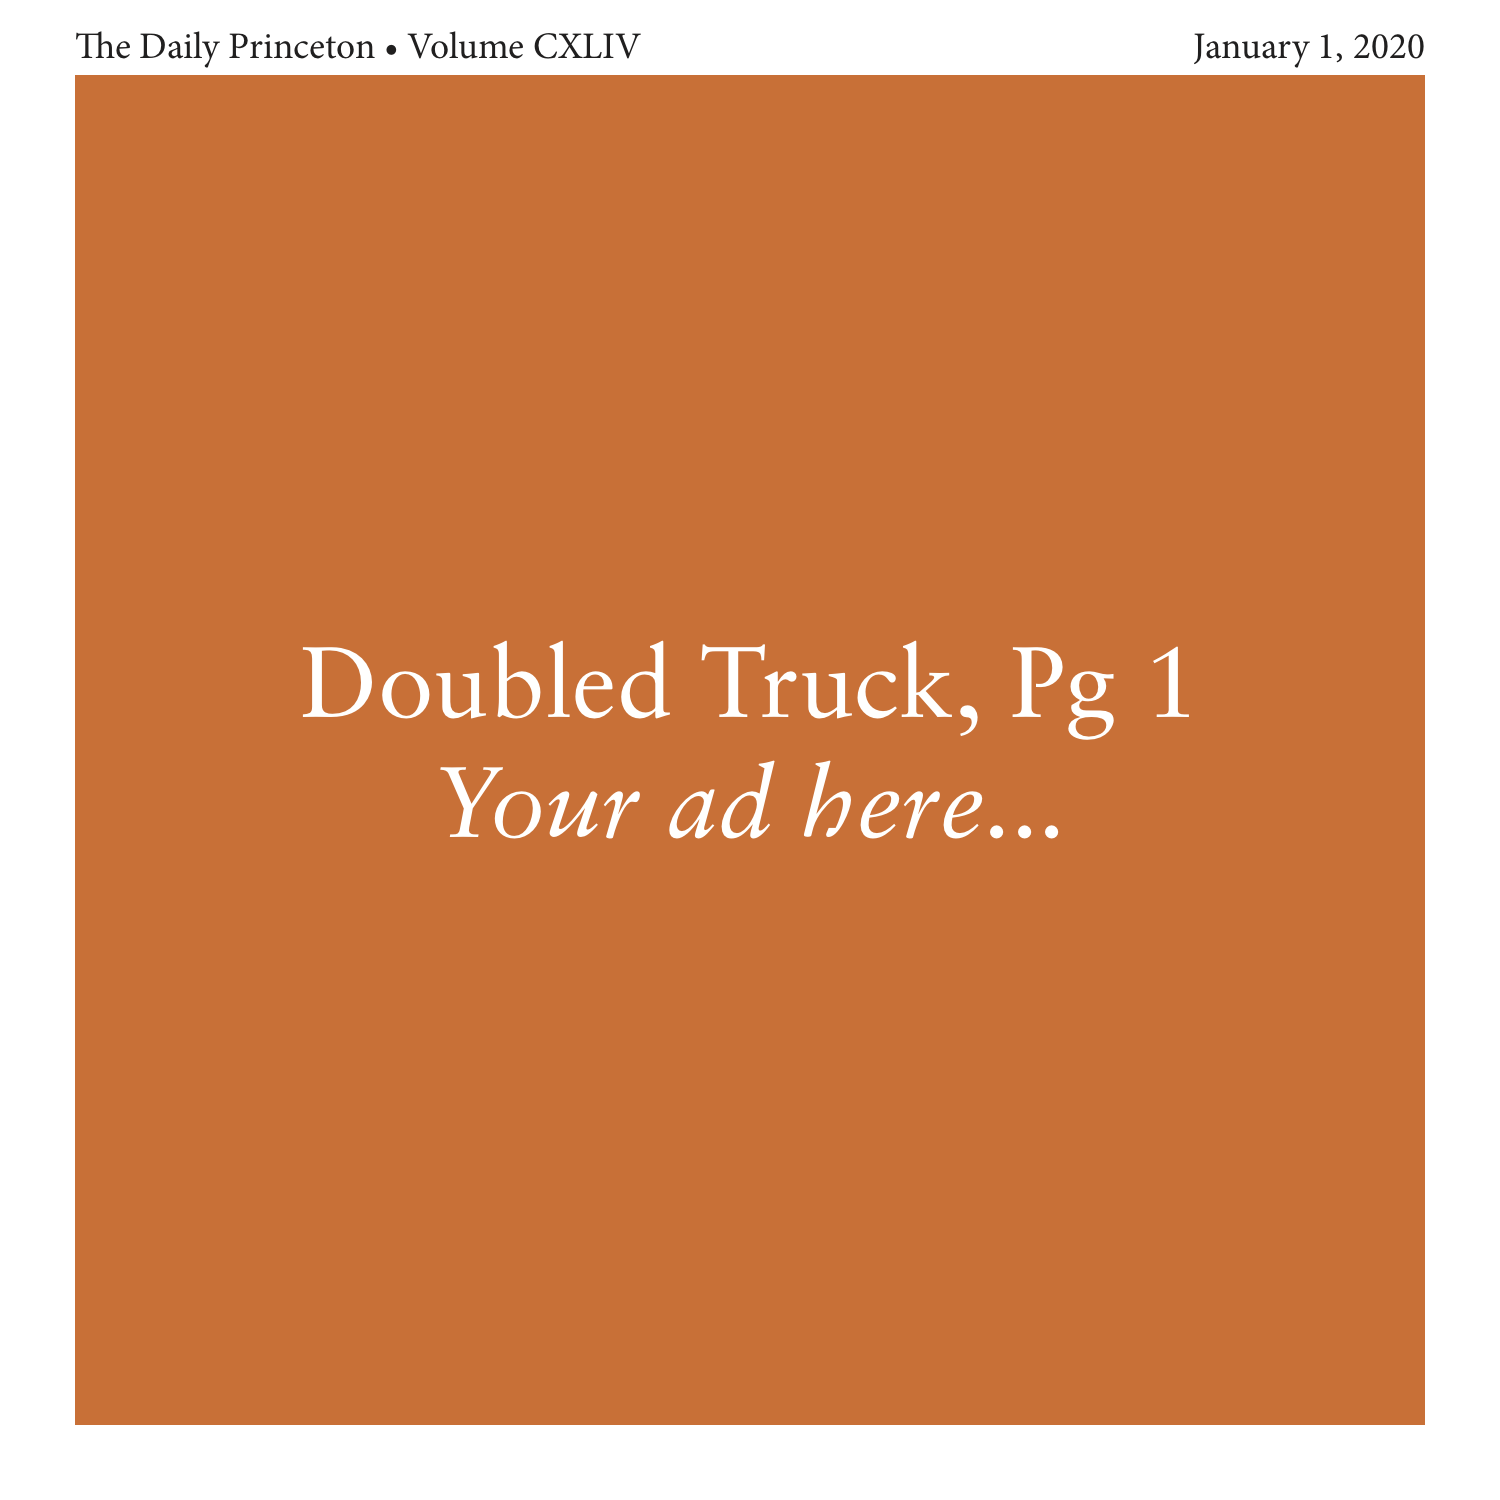 The Daily Princeton • Volume CXLIV January 1, 2020
Doubled Truck, Pg 1
Your ad here...